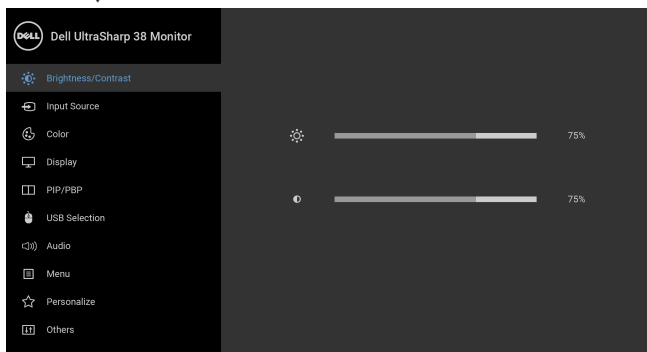 DELL Dell UltraSharp 38 Monitor
Brightness/Contrast
Input Source
Color
75%
Display
PIP/PBP
75%
USB Selection
Audio
Menu
Personalize
Others